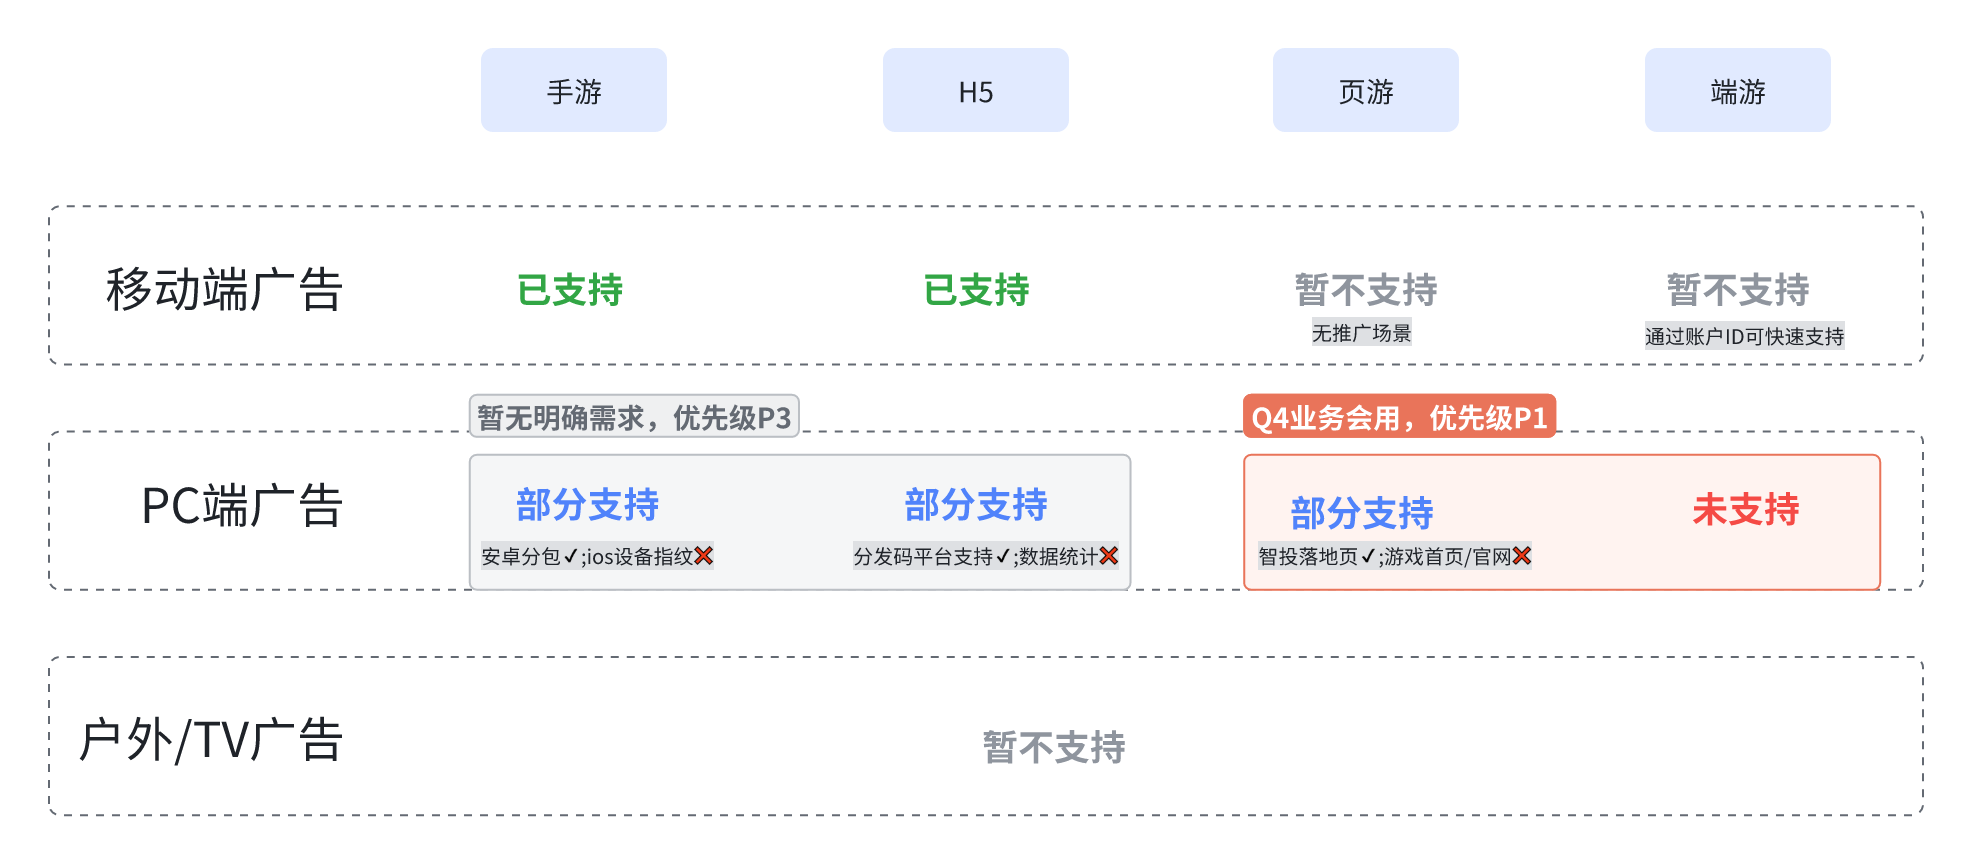 手游
H5
页游
端游
移动端广告
已支持
已支持
暂不支持
暂不支持
无推广场景
通过账户ID可快速支持
暂无明确需求，优先级P3
Q4业务会用，优先级P1
PC端广告
部分支持
部分支持
部分支持
未支持
安卓分包✔;ios设备指纹❌
分发码平台支持✔;数据统计❌
智投落地页✔;游戏首页/官网❌
户外/TV广告
暂不支持